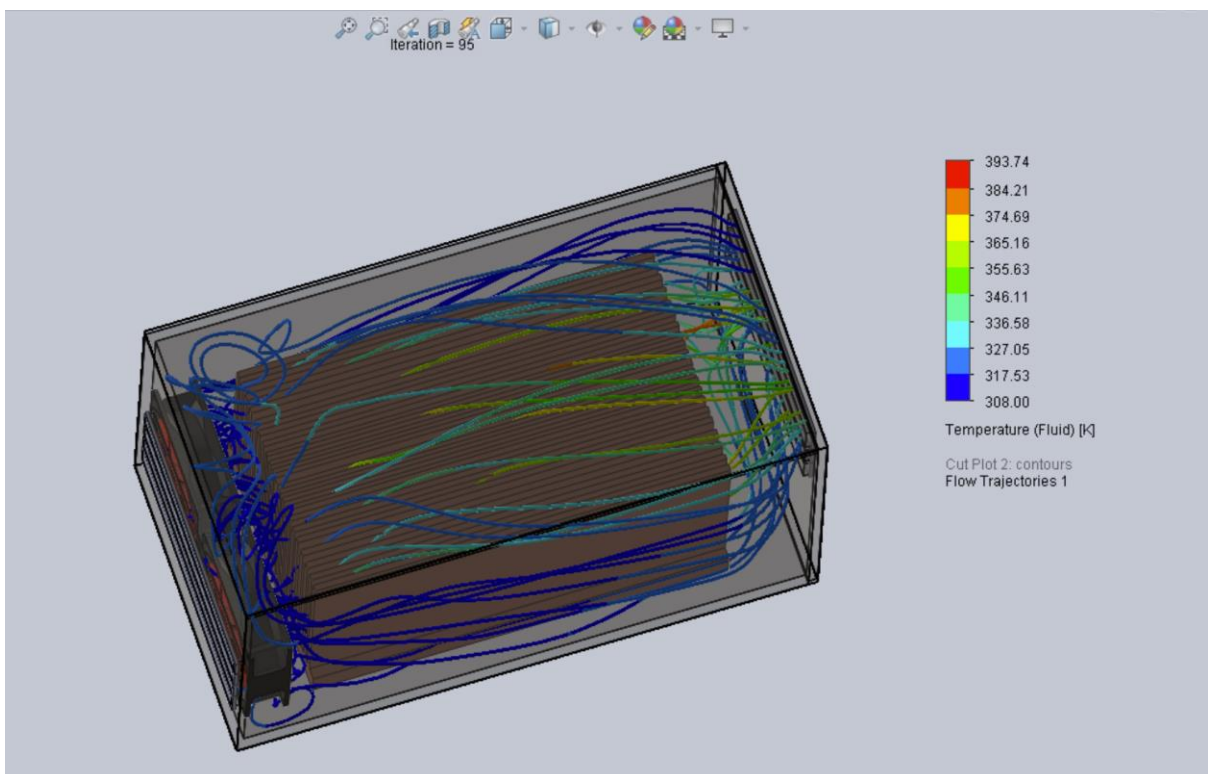 Iteration = 95
393.74
384.21
374.69
365.16
355.63
346.11
336.58
327.05
317.53
308.00
Temperature (Fluid) [K]
Cut Plot 2: contours
Flow Trajectories 1